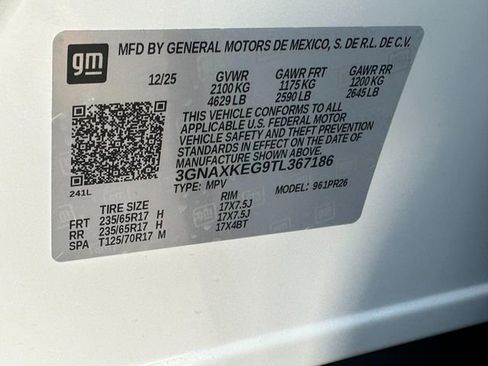 gm
MFD BY GENERAL MOTORS DE MEXICO, S. DE R.L. DE C.V.
12/25 GVWR GAWR FRT GAWR RR
2100 KG 1175 KG 1200 KG
4629 LB 2590 LB 2645 LB
THIS VEHICLE CONFORMS TO ALL
APPLICABLE U.S. FEDERAL MOTOR
VEHICLE SAFETY AND THEFT PREVENTION
STANDARDS IN EFFECT ON THE DATE OF
MANUFACTURE SHOWN ABOVE.
3GNAXKEG9TL367186
TYPE: MPV MODEL: 961PR26
241L
TIRE SIZE RIM
FRT 235/65R17 H 17X7.5J
RR 235/65R17 H 17X7.5J
SPA T125/70R17 M 17X4BT